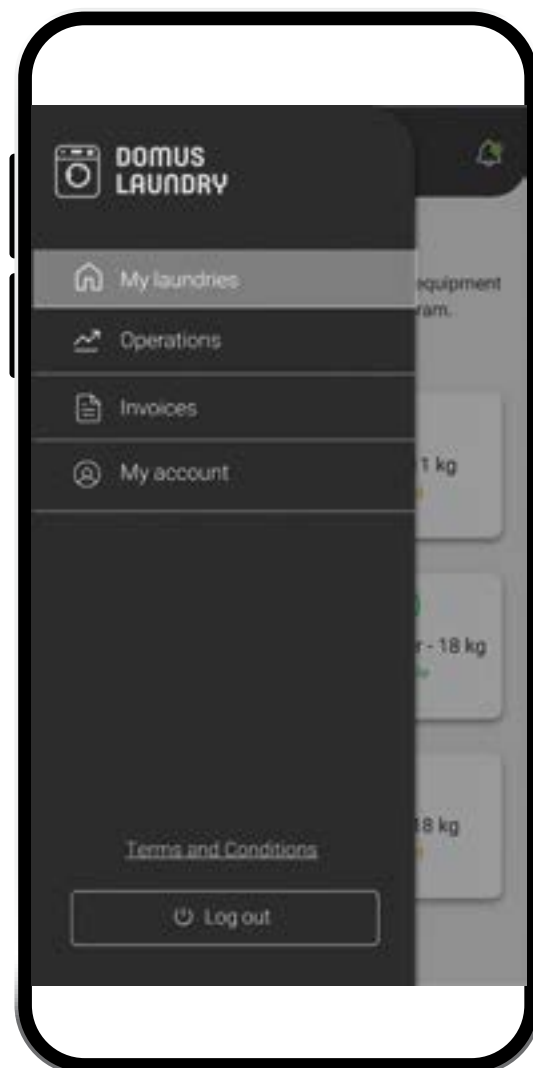 DOMUS
LAUNDRY
My laundries
equipment
ram.
Operations
Invoices
1 kg
My account
r - 18 kg
18 kg
Terms and Conditions
Log out